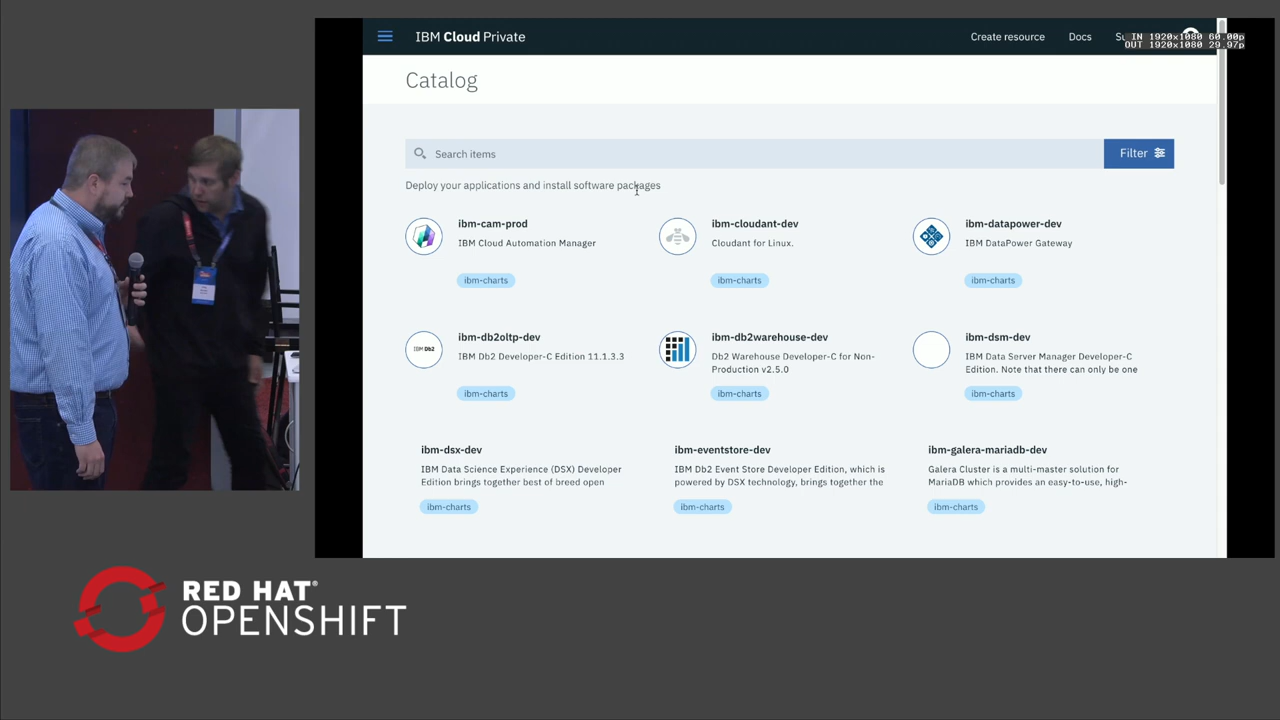 IBM Cloud Private
Create resource
Docs
Su
IN 1920x1080 60.00p
OUT 1920x1080 29.97p
Catalog
Search items
Filter
Deploy your applications and install software packages
ibm-cam-prod
IBM Cloud Automation Manager
ibm-charts
ibm-cloudant-dev
Cloudant for Linux.
ibm-charts
ibm-datapower-dev
IBM DataPower Gateway
ibm-charts
IBM Db2
ibm-db2oltp-dev
IBM Db2 Developer-C Edition 11.1.3.3
ibm-charts
ibm-db2warehouse-dev
Db2 Warehouse Developer-C for Non-
Production v2.5.0
ibm-charts
ibm-dsm-dev
IBM Data Server Manager Developer-C
Edition. Note that there can only be one
ibm-charts
ibm-dsx-dev
IBM Data Science Experience (DSX) Developer
Edition brings together best of breed open
ibm-charts
ibm-eventstore-dev
IBM Db2 Event Store Developer Edition, which is
powered by DSX technology, brings together the
ibm-charts
ibm-galera-mariadb-dev
Galera Cluster is a multi-master solution for
MariaDB which provides an easy-to-use, high-
ibm-charts
RED HAT®
OPENSHIFT